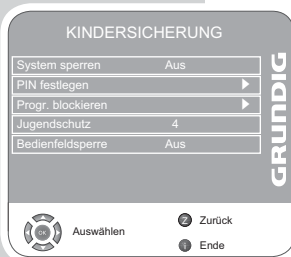 KINDERSICHERUNG
System sperren Aus
PIN festlegen
Progr. blockieren
Jugendschutz 4
Bedienfeldsperre Aus
GRUNDIG
OK Auswählen
Z Zurück
i Ende